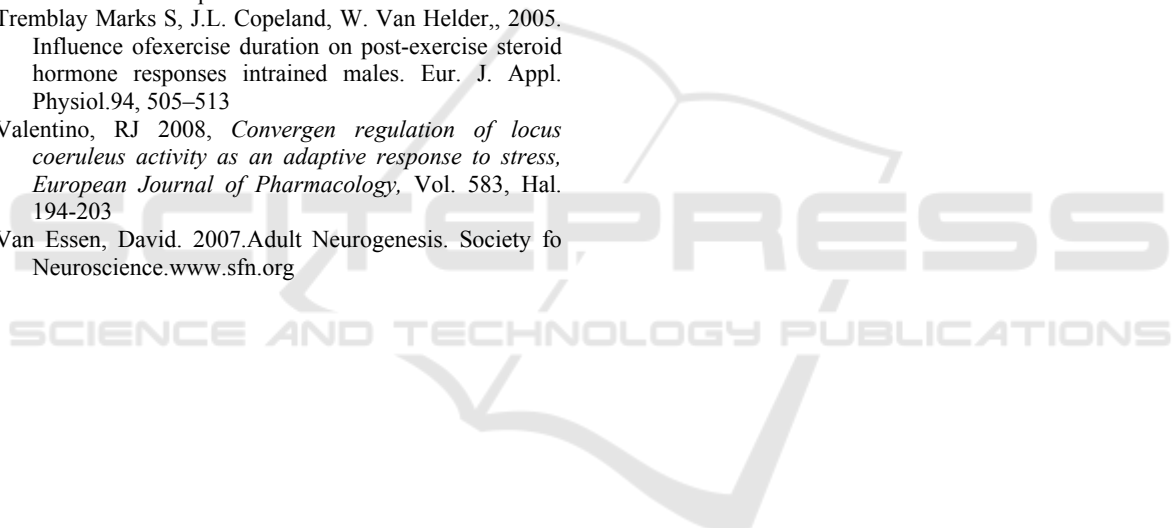 Tremblay Marks S, J.L. Copeland, W. Van Helder,, 2005.
Influence ofexercise duration on post-exercise steroid
hormone responses intrained males. Eur. J. Appl.
Physiol.94, 505–513
Valentino, RJ 2008, Convergen regulation of locus
coeruleus activity as an adaptive response to stress,
European Journal of Pharmacology, Vol. 583, Hal.
194-203
Van Essen, David. 2007.Adult Neurogenesis. Society fo
Neuroscience.www.sfn.org
SCITEPRESS
SCIENCE AND TECHNOLOGY PUBLICATIONS